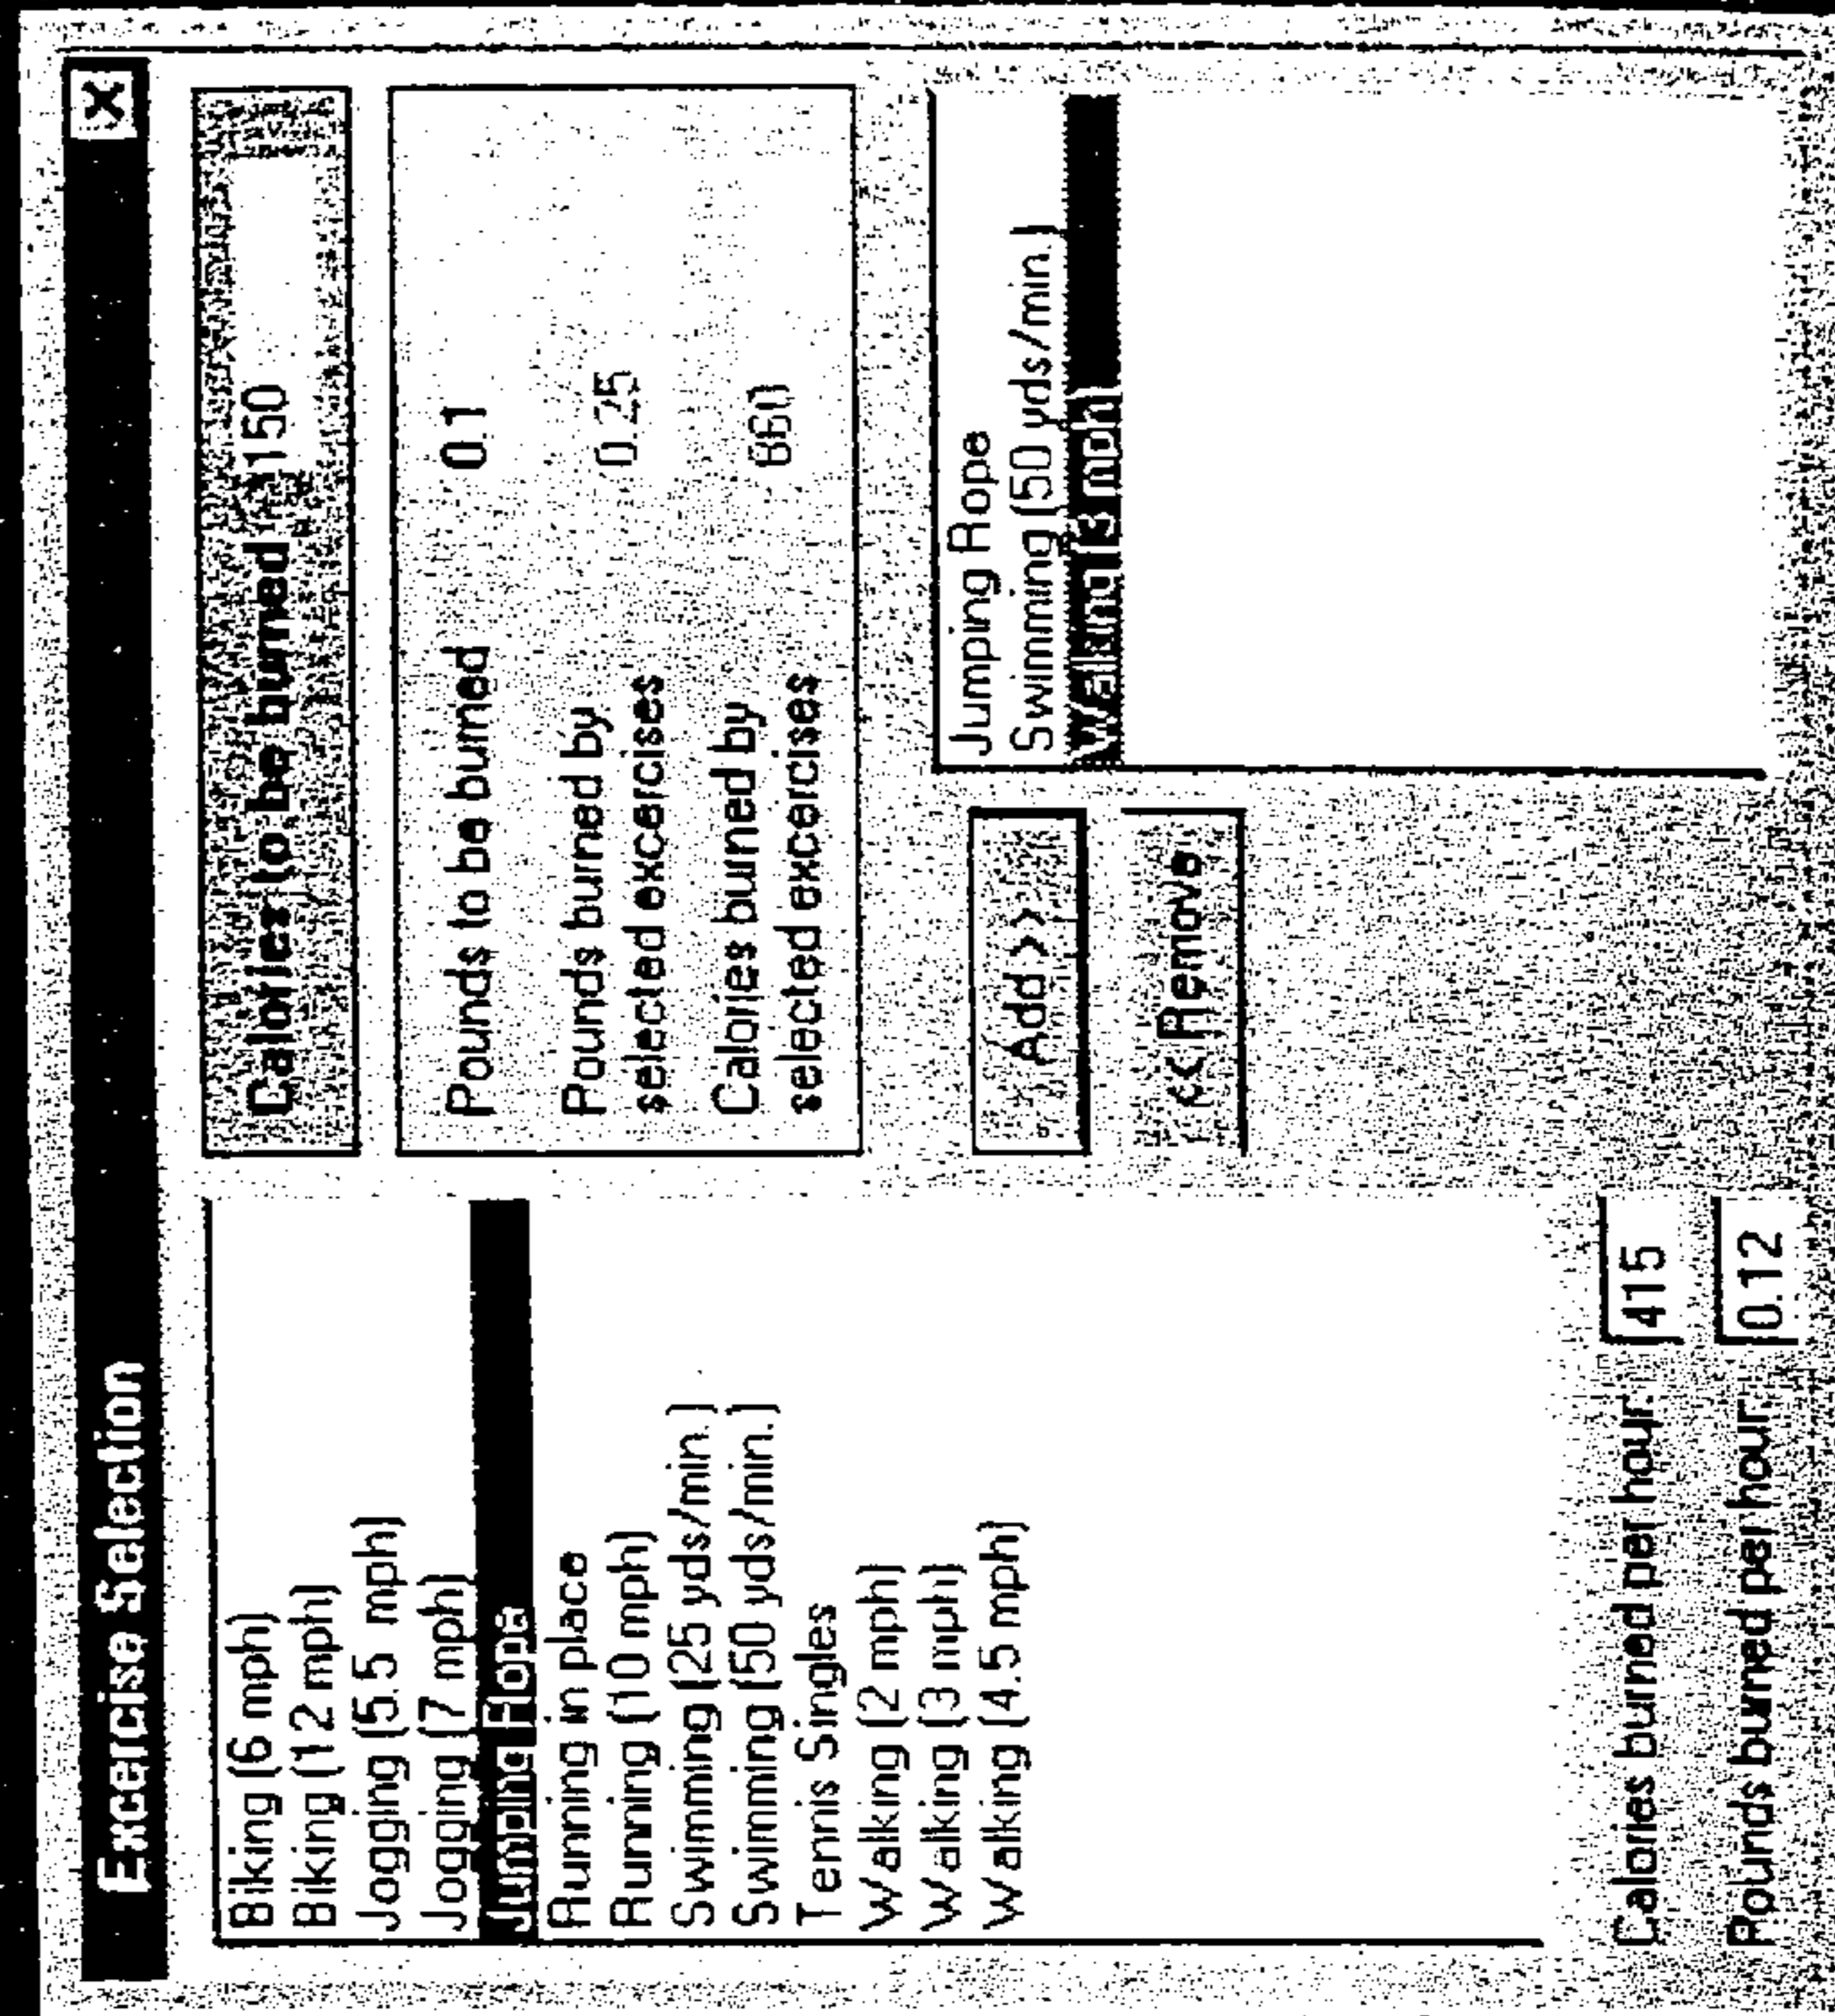 Excercise Selection
X
Biking (6 mph)
Biking (12 mph)
Jogging (5.5 mph)
Jogging (7 mph)
Jumping Rope
Running in place
Running (10 mph)
Swimming (25 yds/min.)
Swimming (50 yds/min.)
Tennis Singles
Walking (2 mph)
Walking (3 mph)
Walking (4.5 mph)
Calories burned per hour: 415
Pounds burned per hour: 0.12
Calories to be burned 150
Pounds to be burned 0.1
Pounds burned by
selected excercises 0.25
Calories burned by
selected excercises 860
Add >>
<< Remove
Jumping Rope
Swimming (50 yds/min.)
Walking (3 mph)